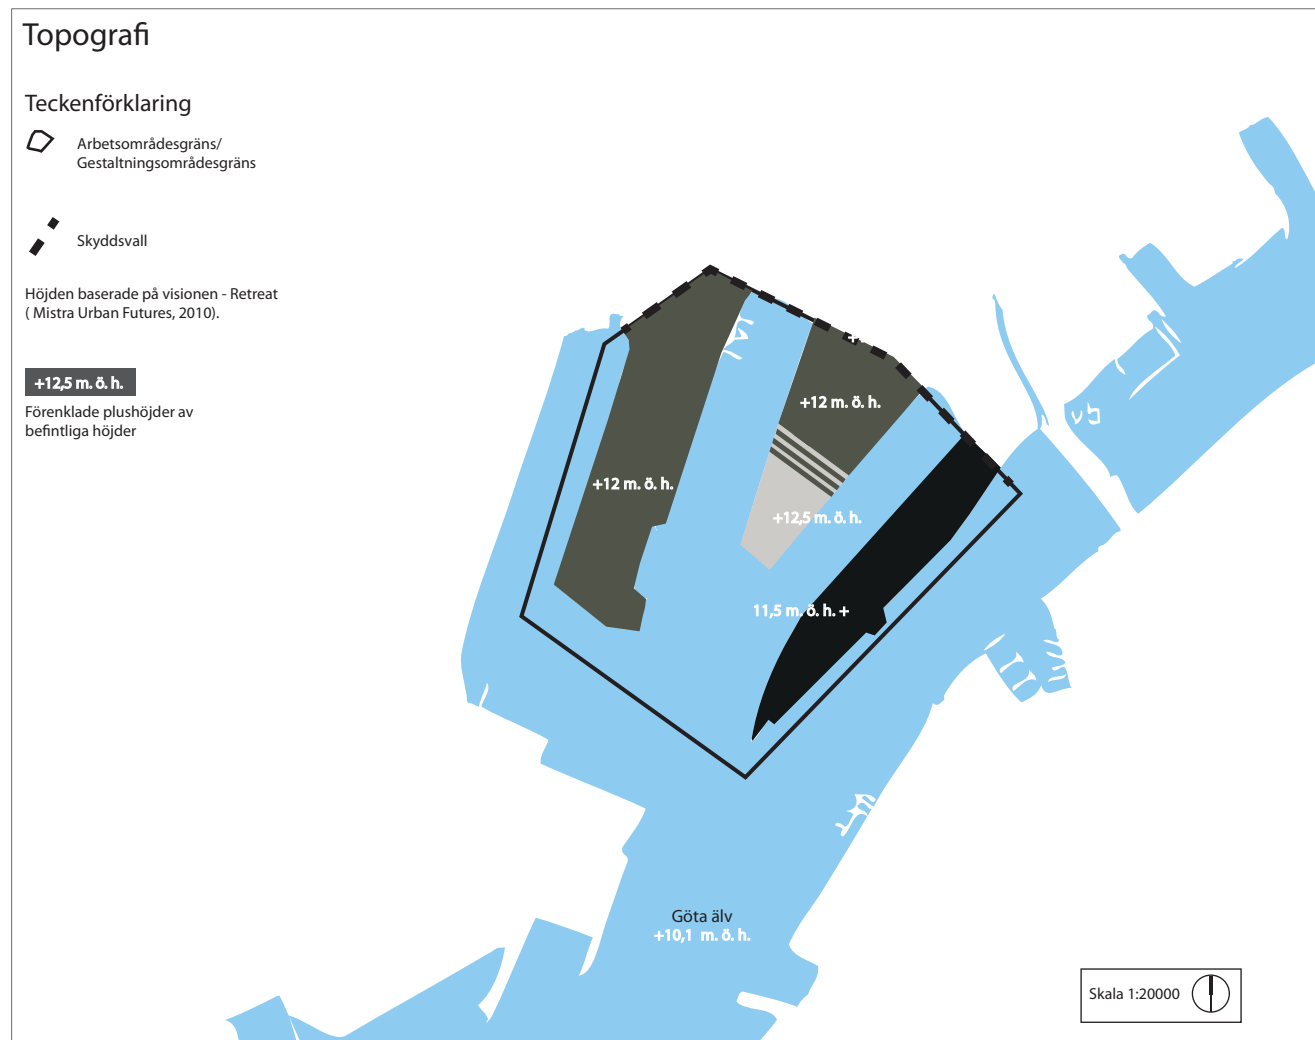 Topografi
Teckenförklaring
Arbetsområdesgräns/
Gestaltningsområdesgräns
Skyddsvall
Höjden baserade på visionen - Retreat
( Mistra Urban Futures, 2010).
+12,5 m. ö. h.
Förenklade plushöjder av
befintliga höjder
+
+12 m. ö. h.
+12 m. ö. h.
+12,5 m. ö. h.
11,5 m. ö. h. +
Göta älv
+10,1 m. ö. h.
Skala 1:20000